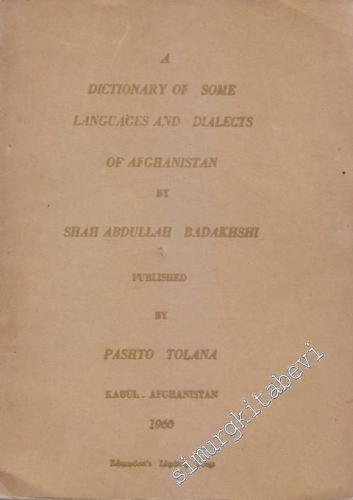 A
DICTIONARY OF SOME
LANGUAGES AND DIALECTS
OF AFGHANISTAN
BY
SHAH ABDULLAH BADAKHSHI
PUBLISHED
BY
PASHTO TOLANA
KABUL - AFGHANISTAN
1960
Education's
simurgkitabevi